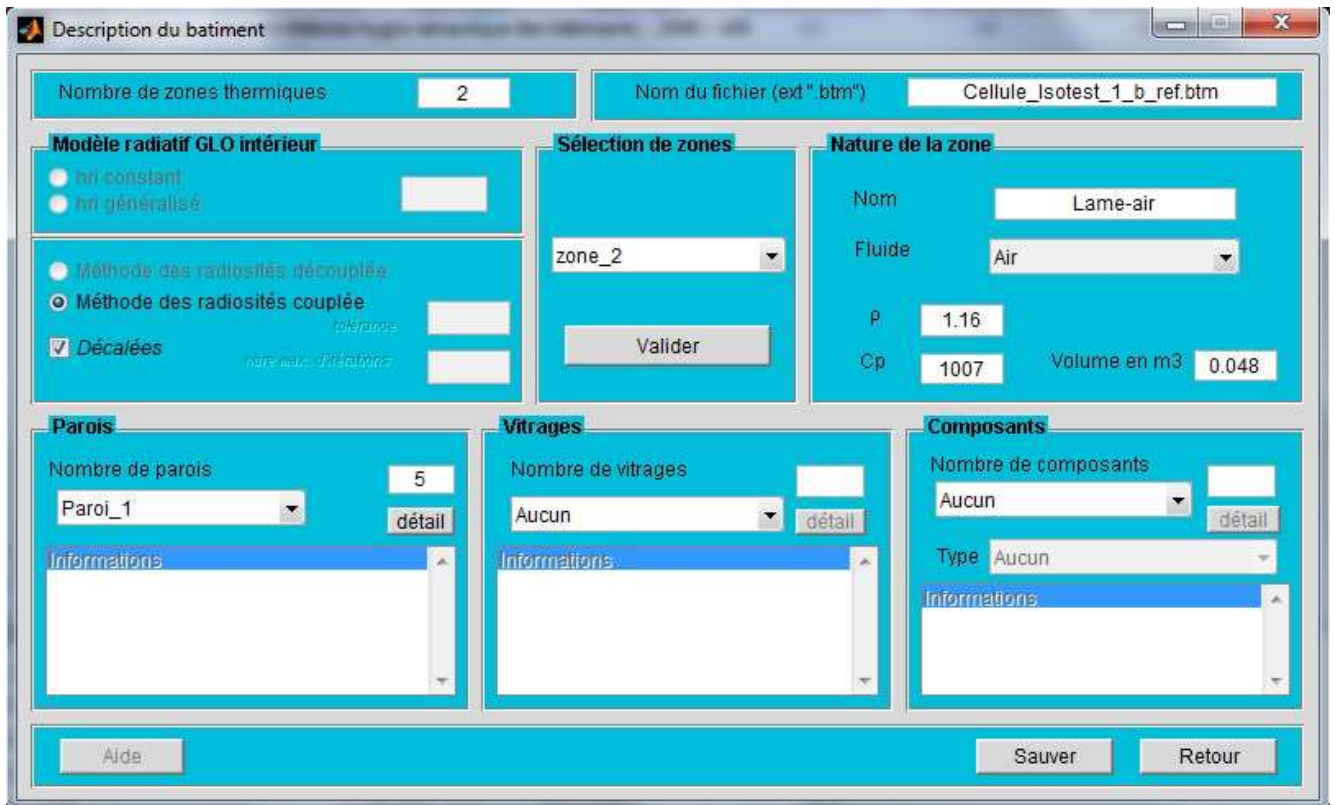 Description du batiment
Nombre de zones thermiques 2
Nom du fichier (ext ".btm") Cellule_Isotest_1_b_ref.btm
Modèle radiatif GLO intérieur
hri constant
hri généralisé
Méthode des radiosités découplée
Méthode des radiosités couplée
tolérance
Décalées
nbre max. d'itérations
Sélection de zones
zone_2
Valider
Nature de la zone
Nom Lame-air
Fluide Air
ρ 1.16
Cp 1007
Volume en m3 0.048
Parois
Nombre de parois 5
Paroi_1
détail
Informations
Vitrages
Nombre de vitrages
Aucun
détail
Informations
Composants
Nombre de composants
Aucun
détail
Type Aucun
Informations
Aide
Sauver
Retour